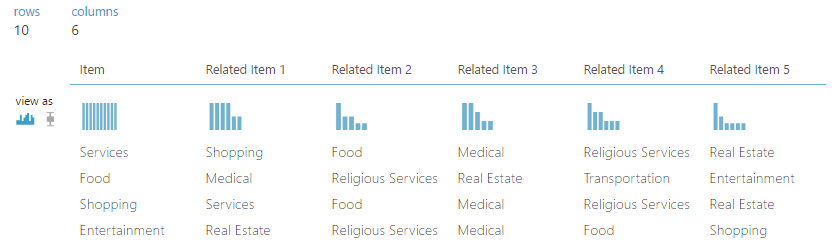 rows columns
10 6
Item Related Item 1 Related Item 2 Related Item 3 Related Item 4 Related Item 5
view as
Services Shopping Food Medical Religious Services Real Estate
Food Medical Religious Services Real Estate Transportation Entertainment
Shopping Services Food Medical Religious Services Real Estate
Entertainment Real Estate Religious Services Medical Food Shopping